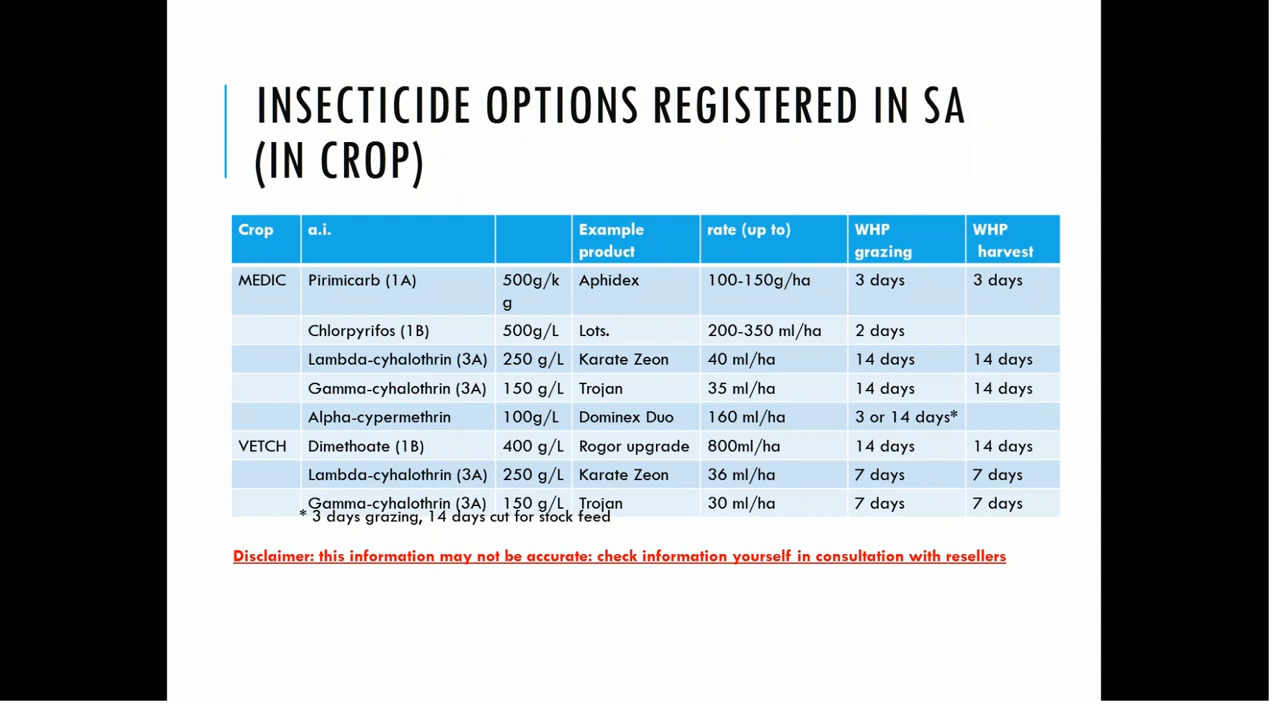 INSECTICIDE OPTIONS REGISTERED IN SA
(IN CROP)
Crop a.i. Example product rate (up to) WHP grazing WHP harvest
MEDIC Pirimicarb (1A) 500g/kg Aphidex 100-150g/ha 3 days 3 days
Chlorpyrifos (1B) 500g/L Lots. 200-350 ml/ha 2 days
Lambda-cyhalothrin (3A) 250 g/L Karate Zeon 40 ml/ha 14 days 14 days
Gamma-cyhalothrin (3A) 150 g/L Trojan 35 ml/ha 14 days 14 days
Alpha-cypermethrin 100g/L Dominex Duo 160 ml/ha 3 or 14 days*
VETCH Dimethoate (1B) 400 g/L Rogor upgrade 800ml/ha 14 days 14 days
Lambda-cyhalothrin (3A) 250 g/L Karate Zeon 36 ml/ha 7 days 7 days
Gamma-cyhalothrin (3A) 150 g/L Trojan 30 ml/ha 7 days 7 days
* 3 days grazing, 14 days cut for stock feed
Disclaimer: this information may not be accurate: check information yourself in consultation with resellers